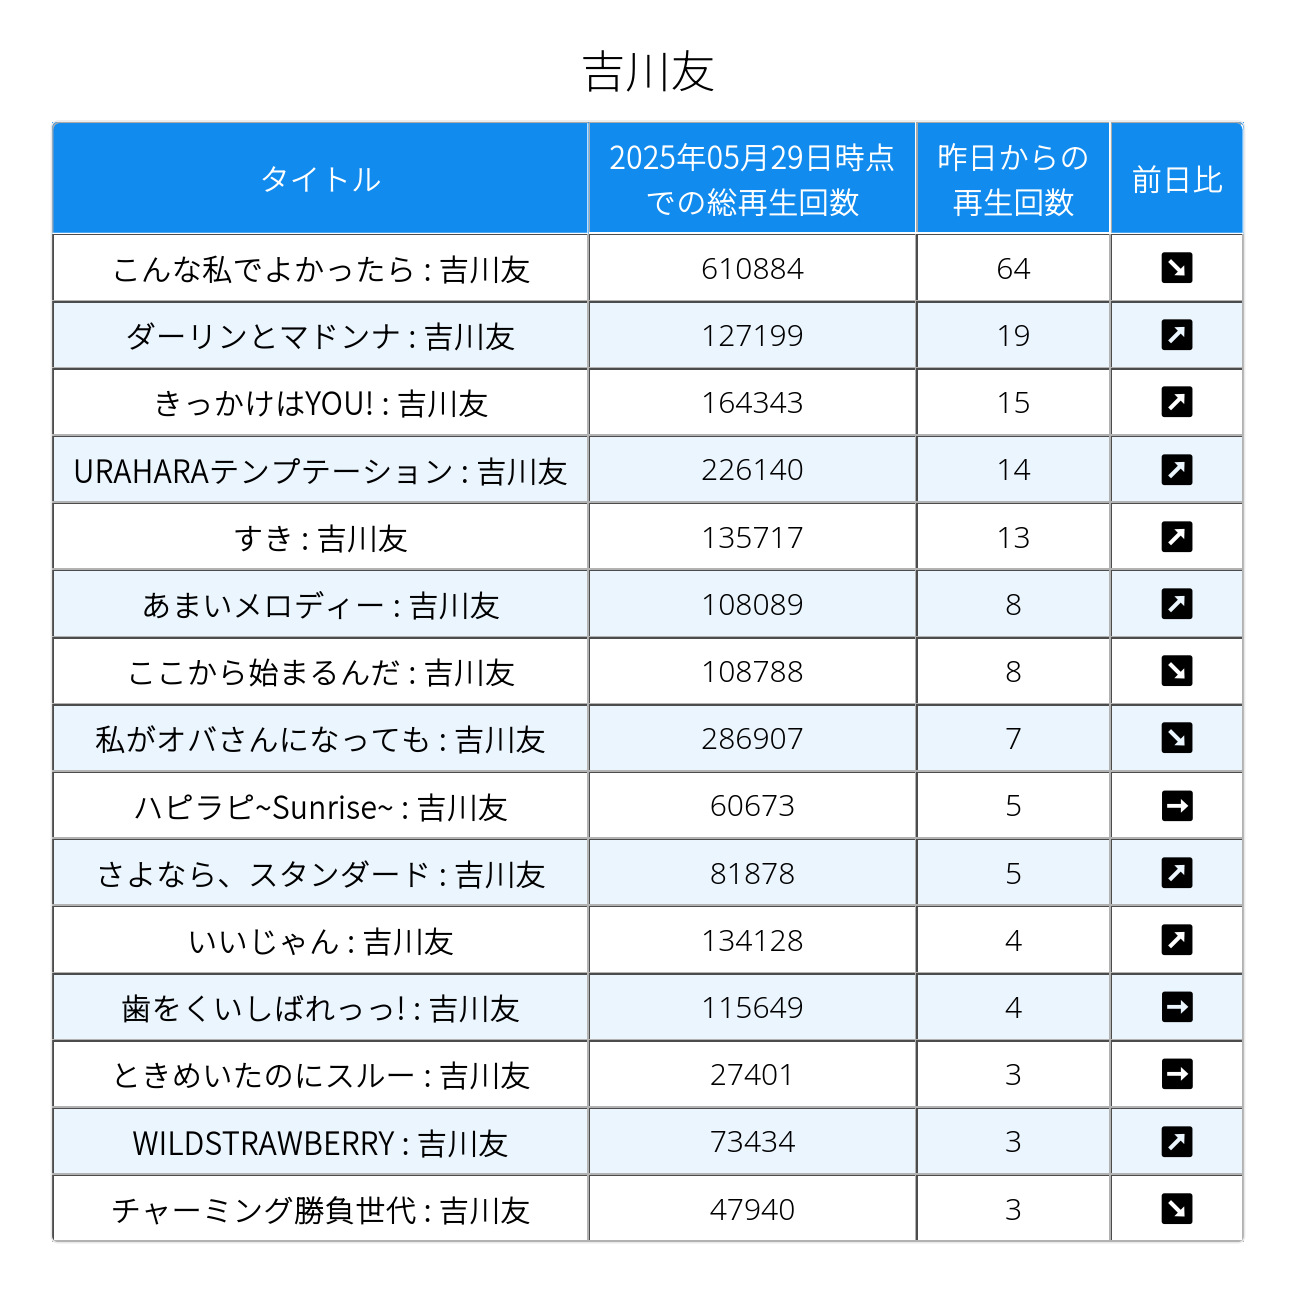 吉川友
タイトル
2025年05月29日時点
での総再生回数
昨日からの
再生回数
前日比
こんな私でよかったら : 吉川友 610884 64 ↘
ダーリンとマドンナ : 吉川友 127199 19 ↗
きっかけはYOU! : 吉川友 164343 15 ↗
URAHARAテンプテーション : 吉川友 226140 14 ↗
すき : 吉川友 135717 13 ↗
あまいメロディー : 吉川友 108089 8 ↗
ここから始まるんだ : 吉川友 108788 8 ↘
私がオバさんになっても : 吉川友 286907 7 ↘
ハピラピ~Sunrise~ : 吉川友 60673 5 →
さよなら、スタンダード : 吉川友 81878 5 ↗
いいじゃん : 吉川友 134128 4 ↗
歯をくいしばれっっ! : 吉川友 115649 4 →
ときめいたのにスルー : 吉川友 27401 3 →
WILDSTRAWBERRY : 吉川友 73434 3 ↗
チャーミング勝負世代 : 吉川友 47940 3 ↘